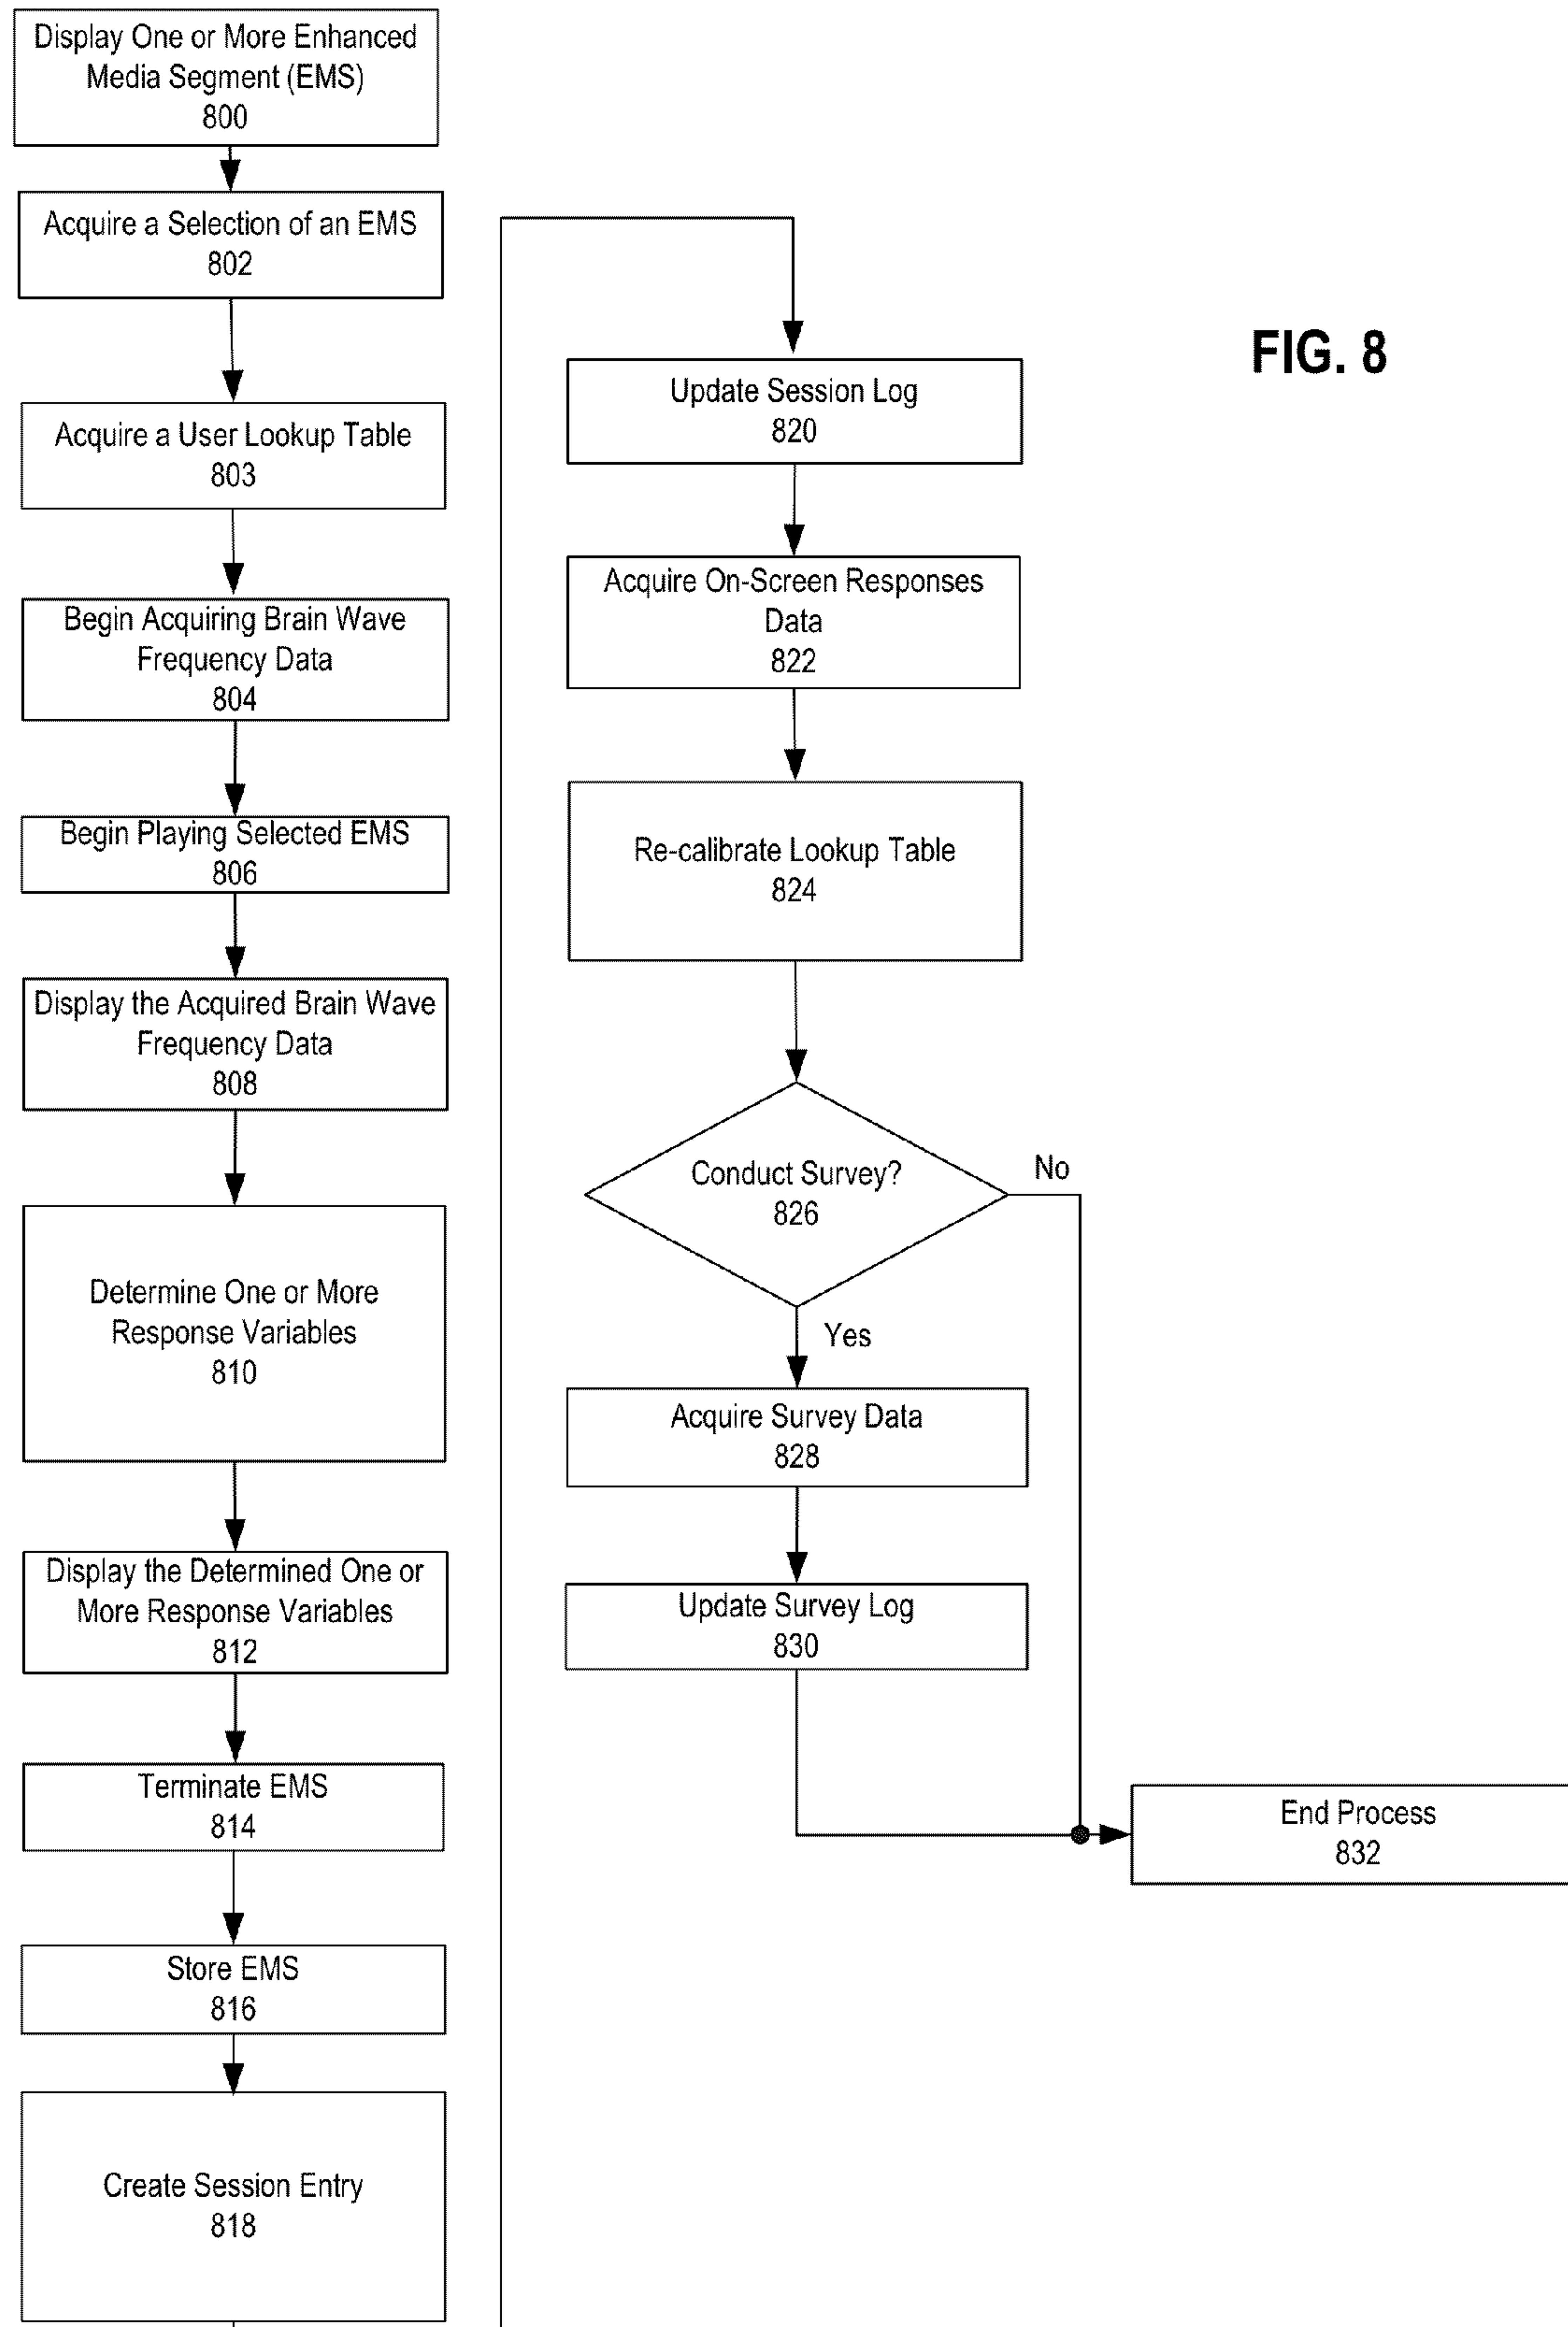 Display One or More Enhanced
Media Segment (EMS)
800
Acquire a Selection of an EMS
802
Acquire a User Lookup Table
803
Begin Acquiring Brain Wave
Frequency Data
804
Begin Playing Selected EMS
806
Display the Acquired Brain Wave
Frequency Data
808
Determine One or More
Response Variables
810
Display the Determined One or
More Response Variables
812
Terminate EMS
814
Store EMS
816
Create Session Entry
818
Update Session Log
820
Acquire On-Screen Responses
Data
822
Re-calibrate Lookup Table
824
Conduct Survey?
826
No
Yes
Acquire Survey Data
828
Update Survey Log
830
End Process
832
FIG. 8